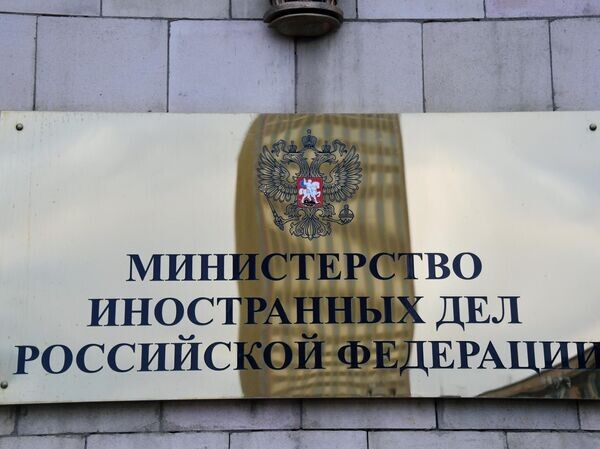 МИНИСТЕРСТВО
ИНОСТРАННЫХ ДЕЛ
РОССИЙСКОЙ ФЕДЕРАЦИИ